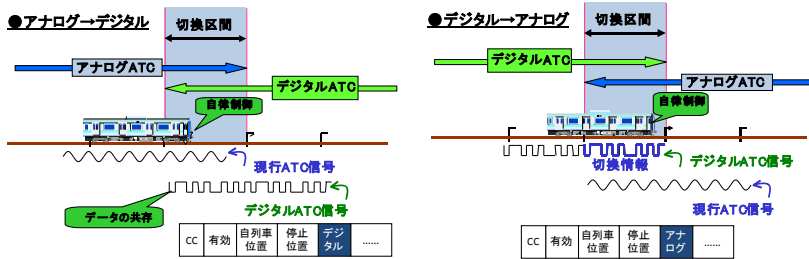 ●アナログ→デジタル
切換区間
アナログATC
デジタルATC
自律制御
現行ATC信号
デジタルATC信号
データの共存
CC 有効 自列車位置 停止位置 デジタル ……
●デジタル→アナログ
切換区間
デジタルATC
アナログATC
自律制御
切換情報
デジタルATC信号
現行ATC信号
CC 有効 自列車位置 停止位置 アナログ ……